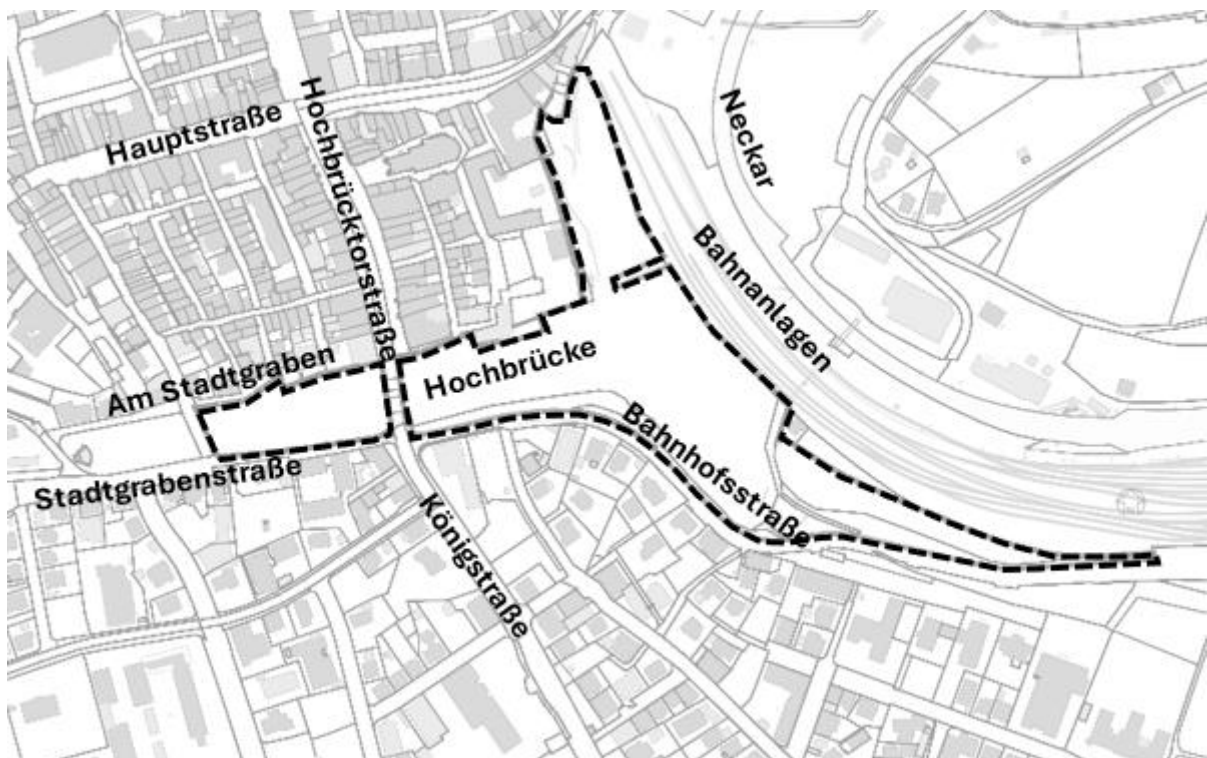 Hauptstraße
Hochbrücktorstraße
Neckar
Bahnanlagen
Am Stadtgraben
Hochbrücke
Bahnhofsstraße
Stadtgrabenstraße
Königstraße